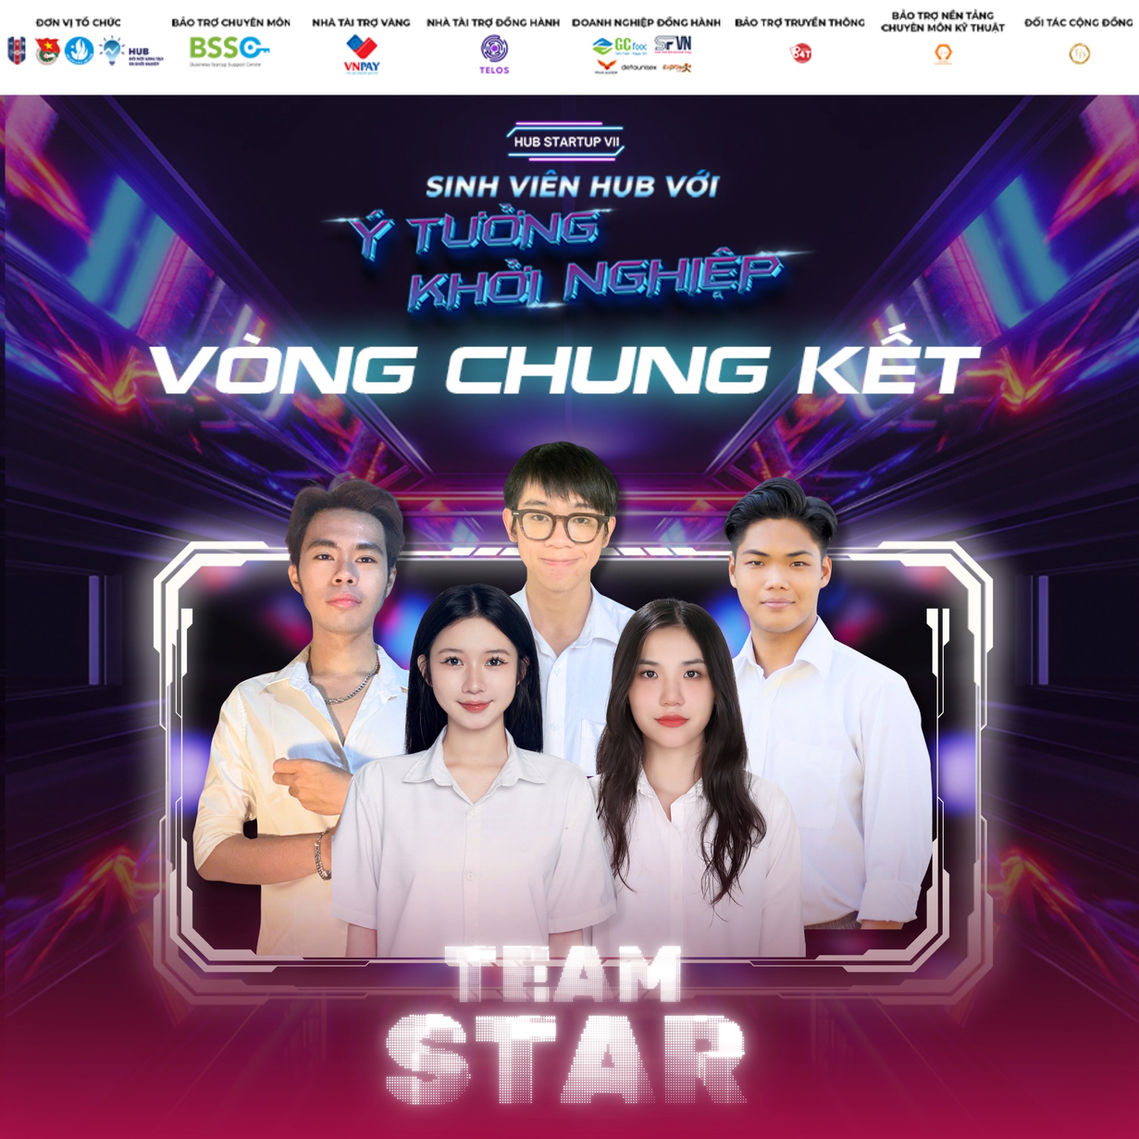 ĐƠN VỊ TỔ CHỨC
BẢO TRỢ CHUYÊN MÔN
NHÀ TÀI TRỢ VÀNG
NHÀ TÀI TRỢ ĐỒNG HÀNH
DOANH NGHIỆP ĐỒNG HÀNH
BẢO TRỢ TRUYỀN THÔNG
BẢO TRỢ NỀN TẢNG
CHUYÊN MÔN KỸ THUẬT
ĐỐI TÁC CỘNG ĐỒNG
HUB
BSSC
Business Startup Support Centre
VNPAY
TELOS
GC fooc
SFVN
detaunisex
HUB STARTUP VII
SINH VIÊN HUB VỚI
Ý TƯỞNG
KHỞI NGHIỆP
VÒNG CHUNG KẾT
TEAM
STAR